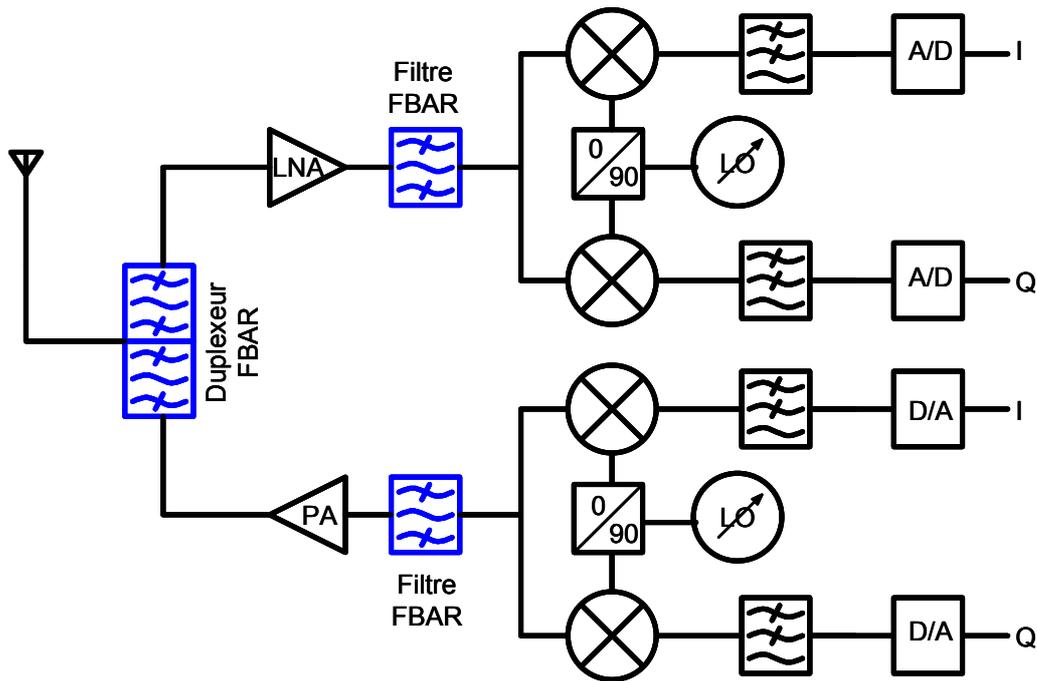 Filtre
FBAR
A/D
I
LNA
0
90
LO
A/D
Q
Duplexeur
FBAR
D/A
I
PA
0
90
LO
Filtre
FBAR
D/A
Q